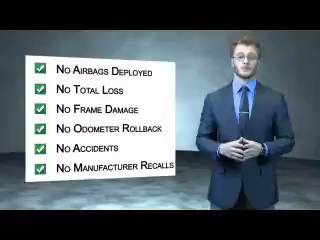 No Airbags Deployed
No Total Loss
No Frame Damage
No Odometer Rollback
No Accidents
No Manufacturer Recalls